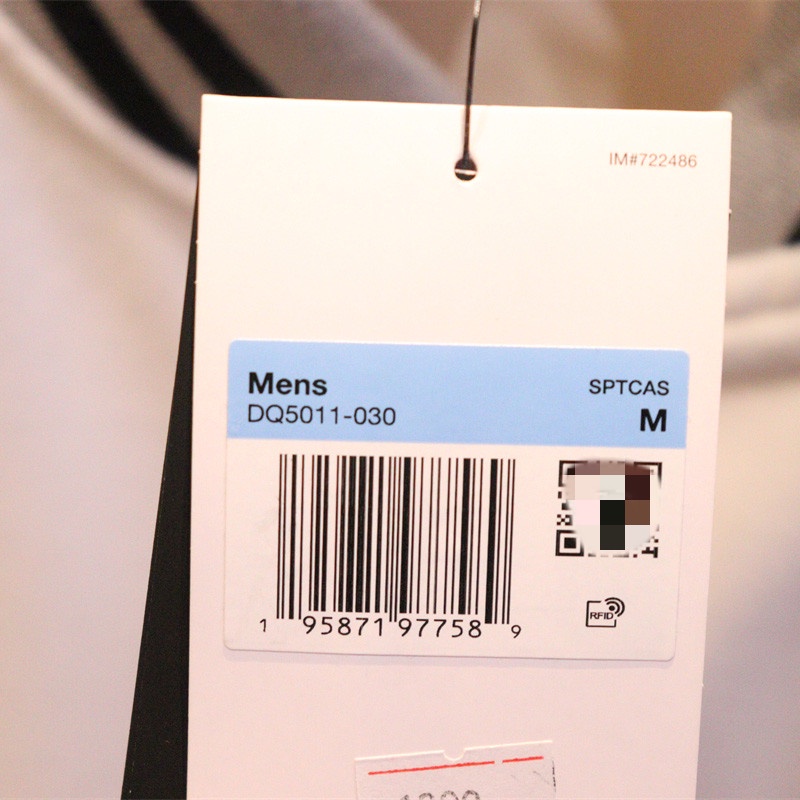 IM#722486
Mens
SPTCAS
DQ5011-030
M
1 95871 97758 9
RFID